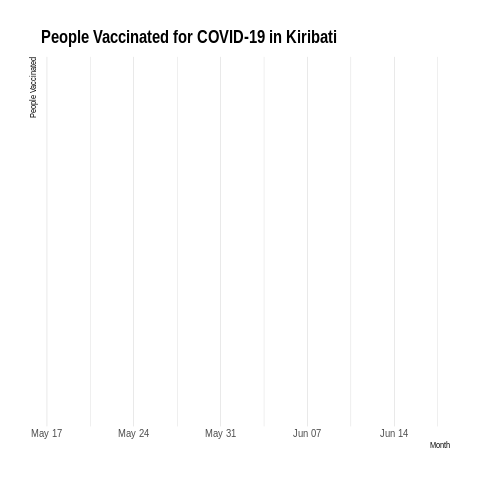 People Vaccinated for COVID-19 in Kiribati
People Vaccinated
May 17
May 24
May 31
Jun 07
Jun 14
Month